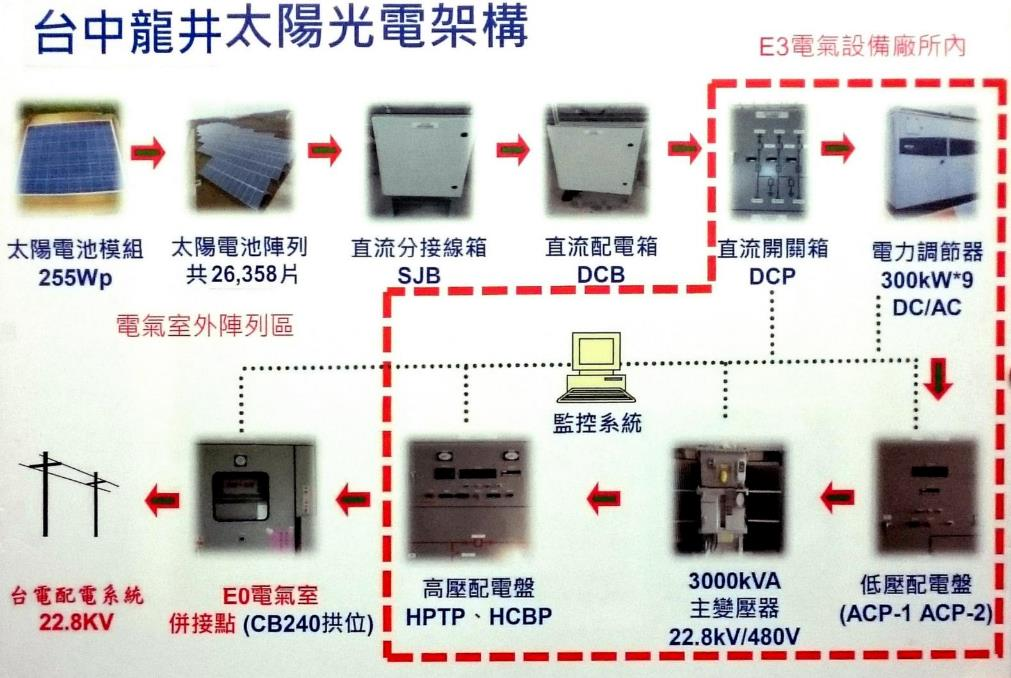 台中龍井太陽光電架構
E3電氣設備廠所內
太陽電池模組
255Wp
太陽電池陣列
共26,358片
直流分接線箱
SJB
直流配電箱
DCB
直流開關箱
DCP
電力調節器
300kW*9
DC/AC
電氣室外陣列區
監控系統
台電配電系統
22.8KV
E0電氣室
併接點 (CB240拱位)
高壓配電盤
HPTP、HCBP
3000kVA
主變壓器
22.8kV/480V
低壓配電盤
(ACP-1 ACP-2)